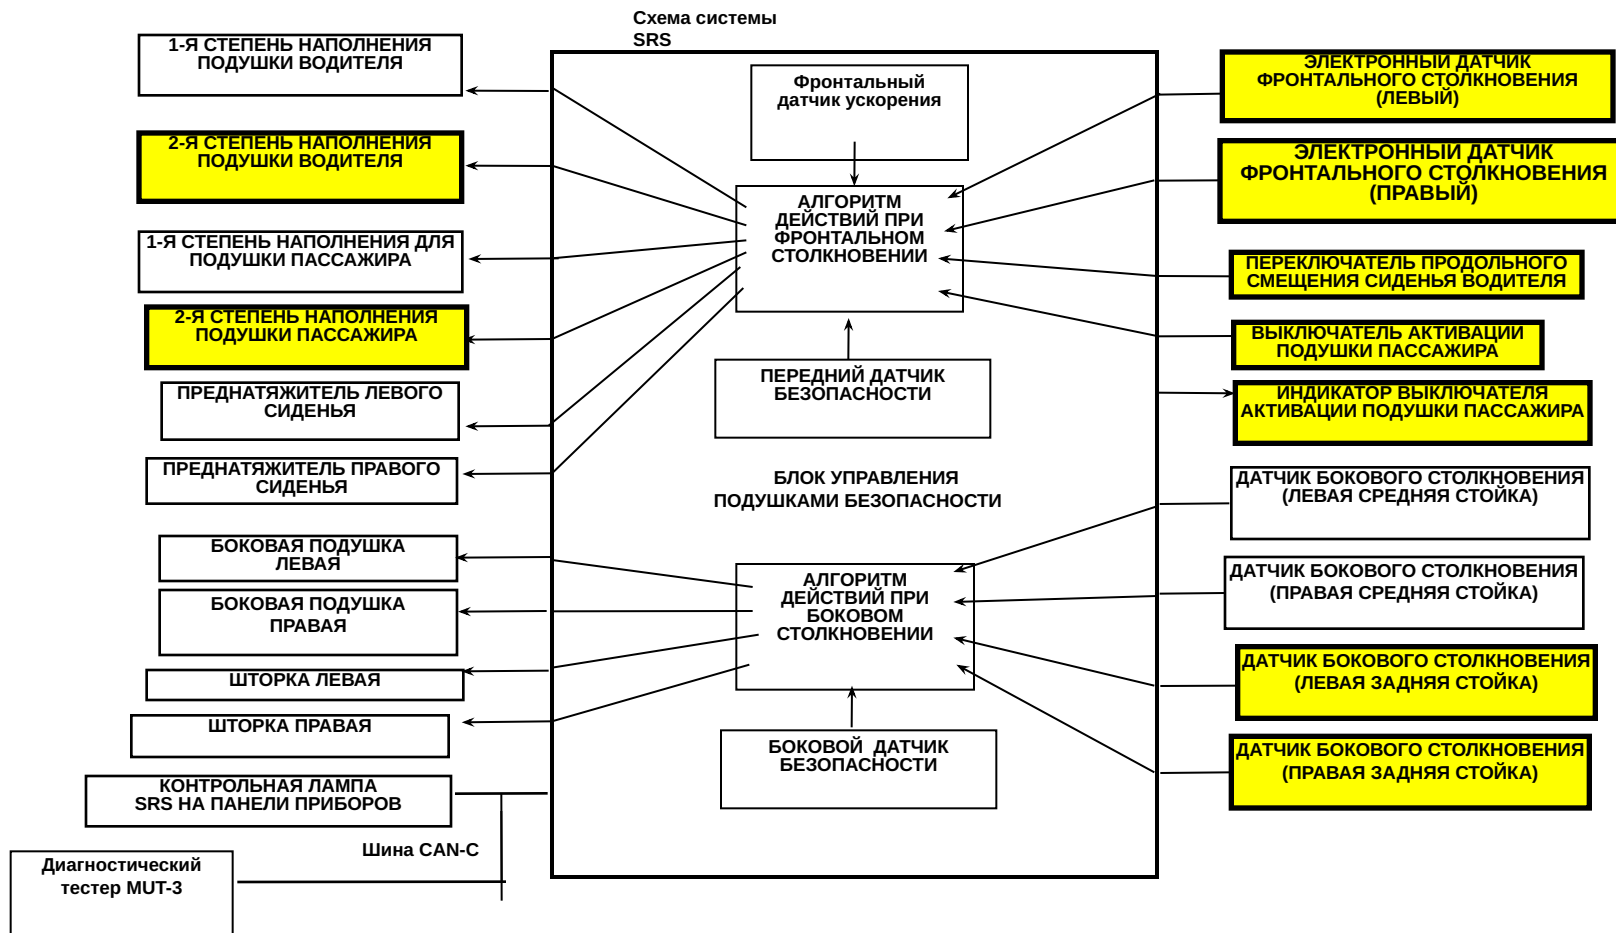 Схема системы
SRS
1-Я СТЕПЕНЬ НАПОЛНЕНИЯ
ПОДУШКИ ВОДИТЕЛЯ
2-Я СТЕПЕНЬ НАПОЛНЕНИЯ
ПОДУШКИ ВОДИТЕЛЯ
1-Я СТЕПЕНЬ НАПОЛНЕНИЯ ДЛЯ
ПОДУШКИ ПАССАЖИРА
2-Я СТЕПЕНЬ НАПОЛНЕНИЯ
ПОДУШКИ ПАССАЖИРА
ПРЕДНАТЯЖИТЕЛЬ ЛЕВОГО
СИДЕНЬЯ
ПРЕДНАТЯЖИТЕЛЬ ПРАВОГО
СИДЕНЬЯ
БОКОВАЯ ПОДУШКА
ЛЕВАЯ
БОКОВАЯ ПОДУШКА
ПРАВАЯ
ШТОРКА ЛЕВАЯ
ШТОРКА ПРАВАЯ
КОНТРОЛЬНАЯ ЛАМПА
SRS НА ПАНЕЛИ ПРИБОРОВ
Шина CAN-C
Диагностический
тестер MUT-3
Фронтальный
датчик ускорения
АЛГОРИТМ
ДЕЙСТВИЙ ПРИ
ФРОНТАЛЬНОМ
СТОЛКНОВЕНИИ
ПЕРЕДНИЙ ДАТЧИК
БЕЗОПАСНОСТИ
БЛОК УПРАВЛЕНИЯ
ПОДУШКАМИ БЕЗОПАСНОСТИ
АЛГОРИТМ
ДЕЙСТВИЙ ПРИ
БОКОВОМ
СТОЛКНОВЕНИИ
БОКОВОЙ ДАТЧИК
БЕЗОПАСНОСТИ
ЭЛЕКТРОННЫЙ ДАТЧИК
ФРОНТАЛЬНОГО СТОЛКНОВЕНИЯ
(ЛЕВЫЙ)
ЭЛЕКТРОННЫЙ ДАТЧИК
ФРОНТАЛЬНОГО СТОЛКНОВЕНИЯ
(ПРАВЫЙ)
ПЕРЕКЛЮЧАТЕЛЬ ПРОДОЛЬНОГО
СМЕЩЕНИЯ СИДЕНЬЯ ВОДИТЕЛЯ
ВЫКЛЮЧАТЕЛЬ АКТИВАЦИИ
ПОДУШКИ ПАССАЖИРА
ИНДИКАТОР ВЫКЛЮЧАТЕЛЯ
АКТИВАЦИИ ПОДУШКИ ПАССАЖИРА
ДАТЧИК БОКОВОГО СТОЛКНОВЕНИЯ
(ЛЕВАЯ СРЕДНЯЯ СТОЙКА)
ДАТЧИК БОКОВОГО СТОЛКНОВЕНИЯ
(ПРАВАЯ СРЕДНЯЯ СТОЙКА)
ДАТЧИК БОКОВОГО СТОЛКНОВЕНИЯ
(ЛЕВАЯ ЗАДНЯЯ СТОЙКА)
ДАТЧИК БОКОВОГО СТОЛКНОВЕНИЯ
(ПРАВАЯ ЗАДНЯЯ СТОЙКА)